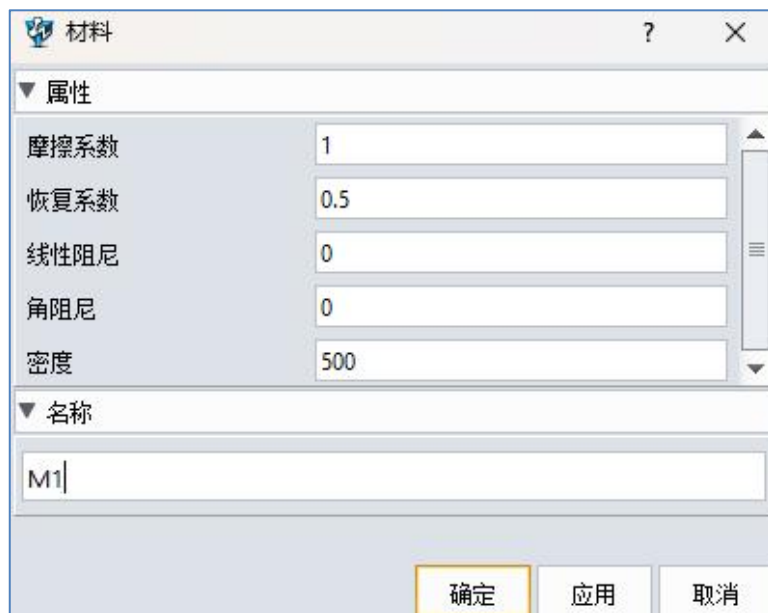 材料 ?
属性
摩擦系数 1
恢复系数 0.5
线性阻尼 0
角阻尼 0
密度 500
名称
M1
确定 应用 取消